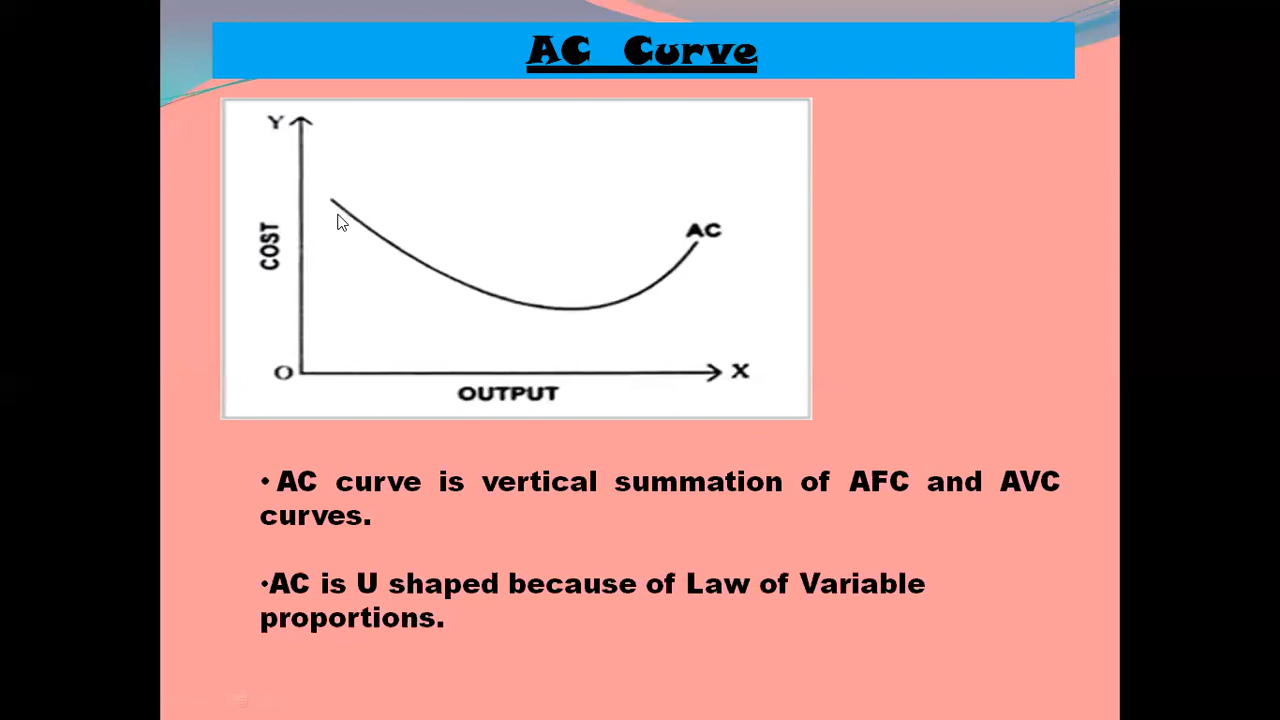 AC Curve
Y
COST
AC
O
X
OUTPUT
• AC curve is vertical summation of AFC and AVC
curves.
•AC is U shaped because of Law of Variable
proportions.